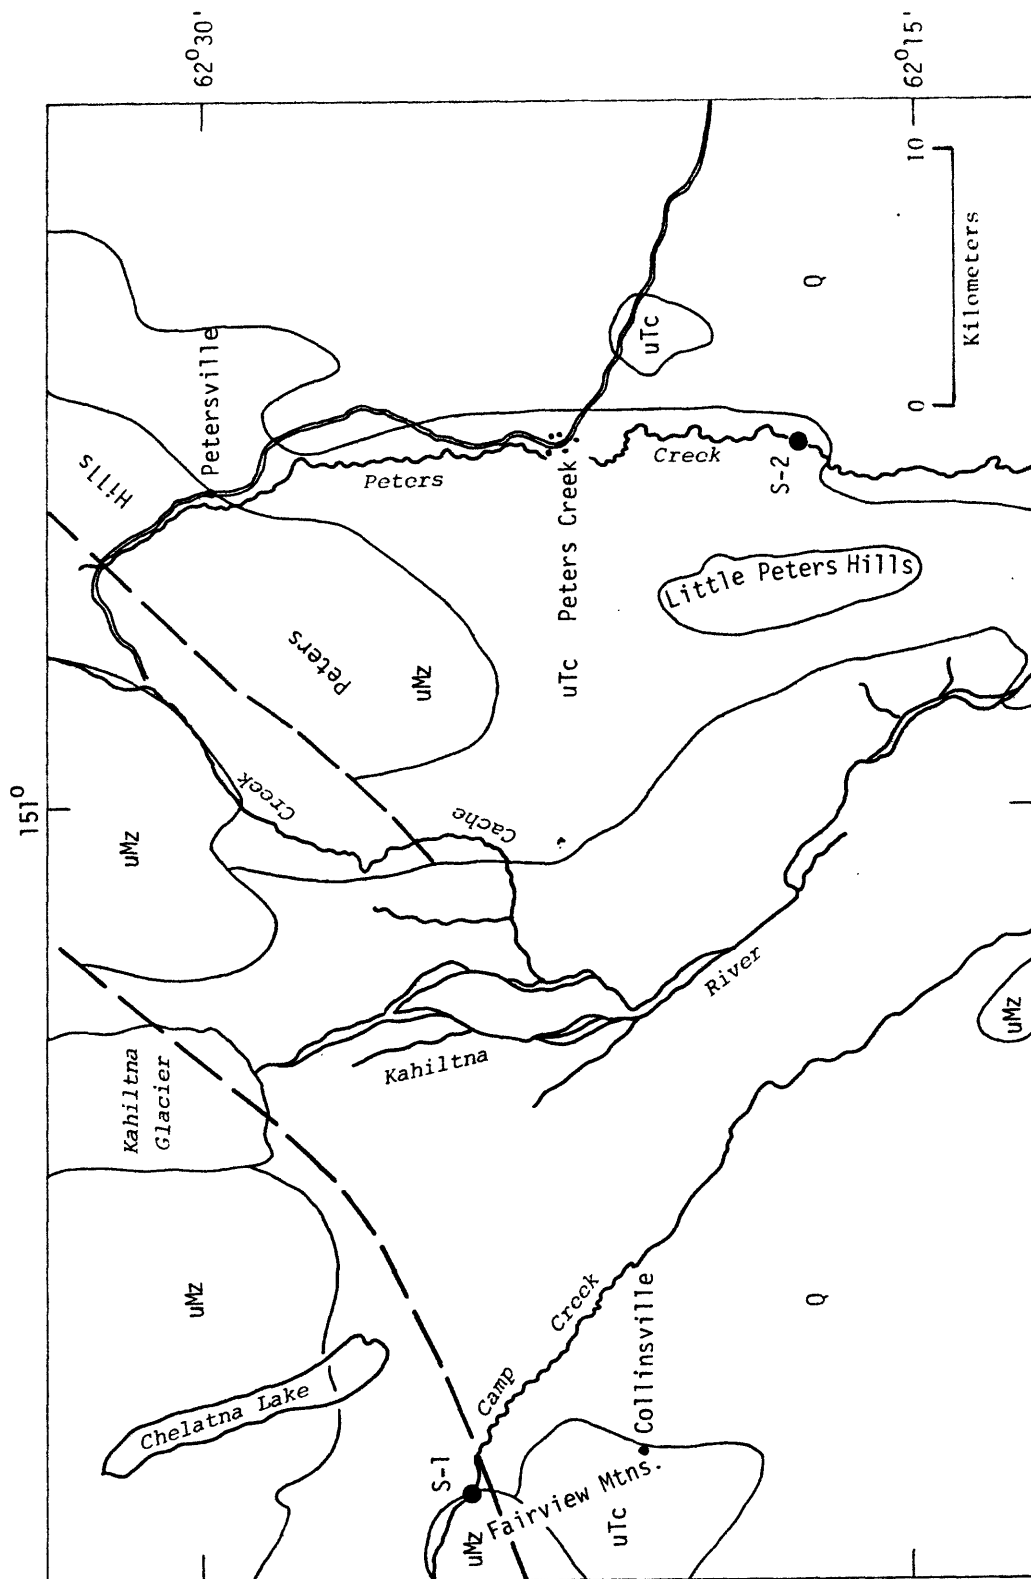 62°30'
62°15'
151°
Hills
Petersville
10
Kilometers
0
Q
uTc
Peters
Creek
S-2
Peters Creek
uTc
Little Peters Hills
Peters
uMz
uMz
Creek
Cache
Kahiltna
Glacier
Kahiltna
River
uMz
uMz
Chelatna Lake
Camp
Creek
Collinsville
Q
S-1
uMz
Fairview Mtns.
uTc